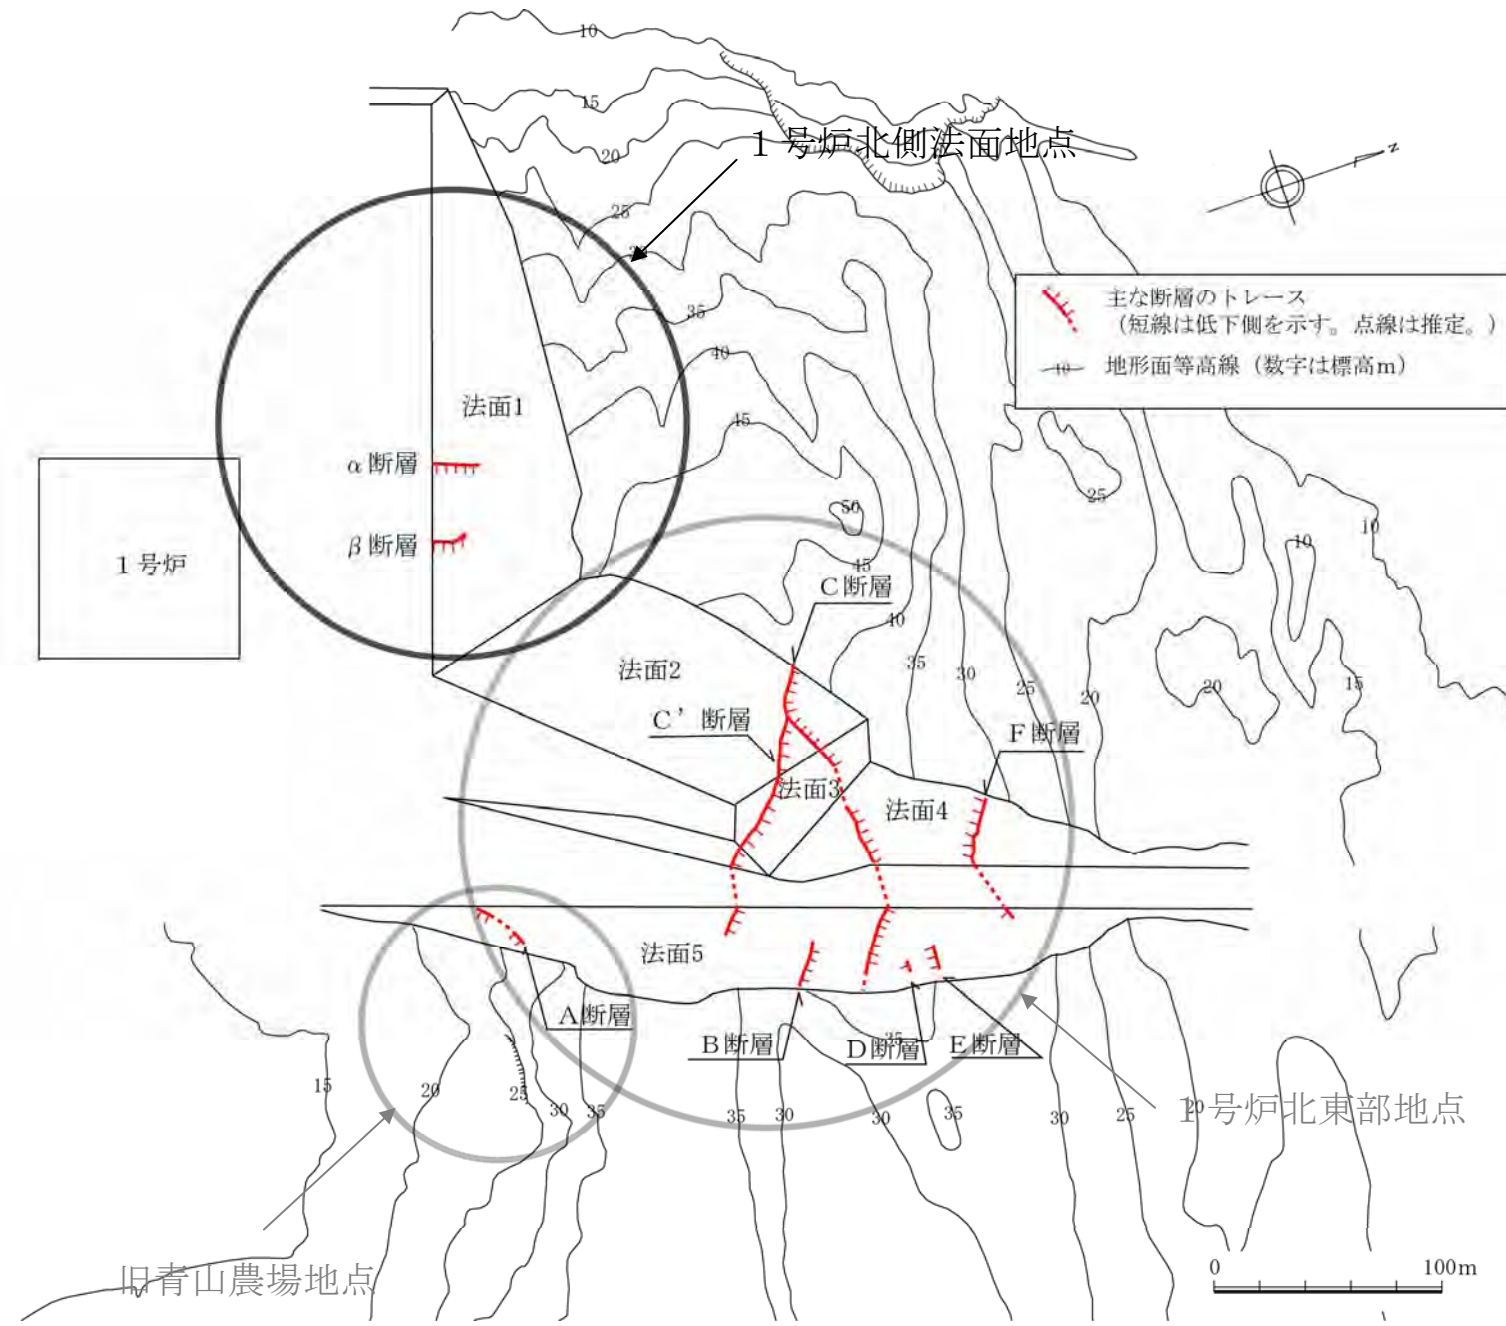 10
15
20
１号炉北側法面地点
N
25
35
主な断層のトレース
（短線は低下側を示す。点線は推定。）
10 地形面等高線（数字は標高m）
40
法面1
45
α断層
25
50
10
10
β断層
45
１号炉
C断層
40
法面2
35
30
25
20
20
15
C’断層
F断層
法面3
法面4
法面5
A断層
B断層
35
D断層
E断層
15
20
25
30
35
35
30
30
35
30
25
20
１号炉北東部地点
旧青山農場地点
0 100m